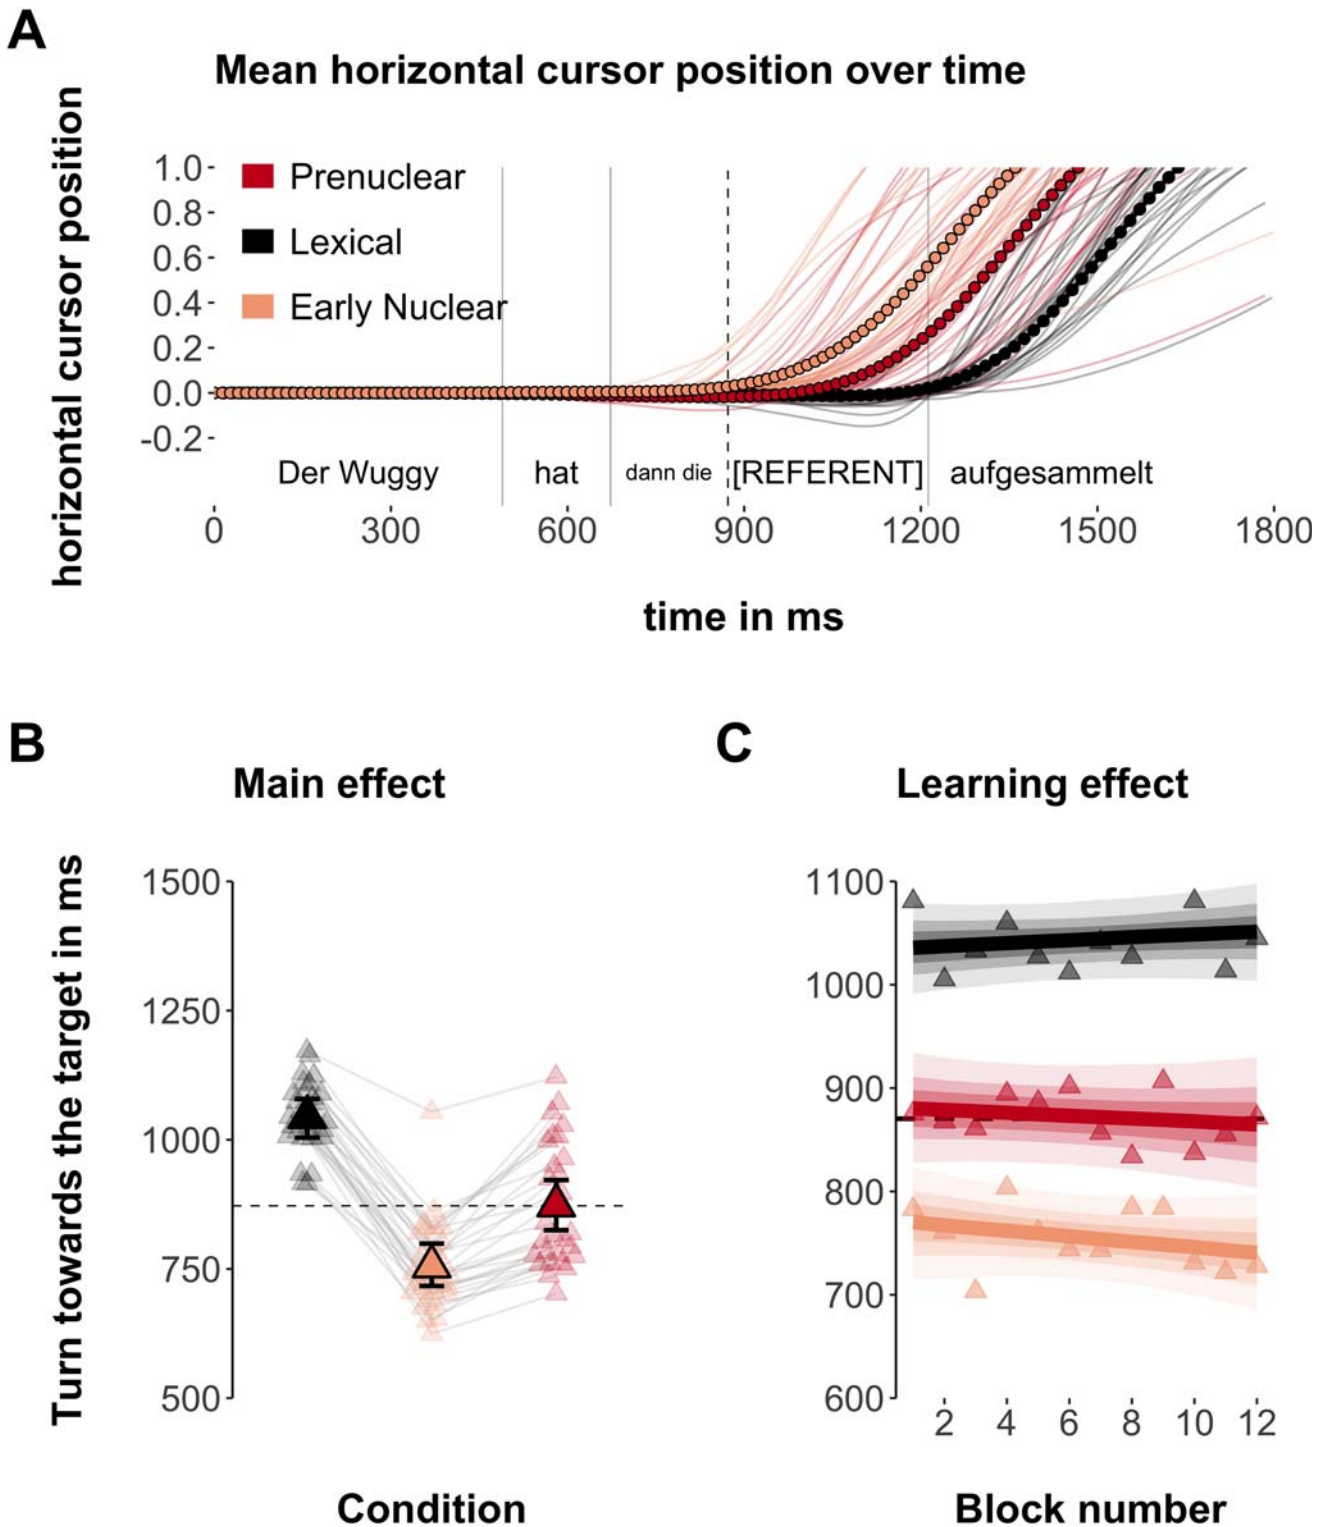 A
Mean horizontal cursor position over time
horizontal cursor position
1.0
0.8
0.6
0.4
0.2
0.0
-0.2
Prenuclear
Lexical
Early Nuclear
Der Wuggy hat dann die [REFERENT] aufgesammelt
0 300 600 900 1200 1500 1800
time in ms
B
Main effect
Turn towards the target in ms
1500
1250
1000
750
500
Condition
C
Learning effect
1100
1000
900
800
700
600
2 4 6 8 10 12
Block number